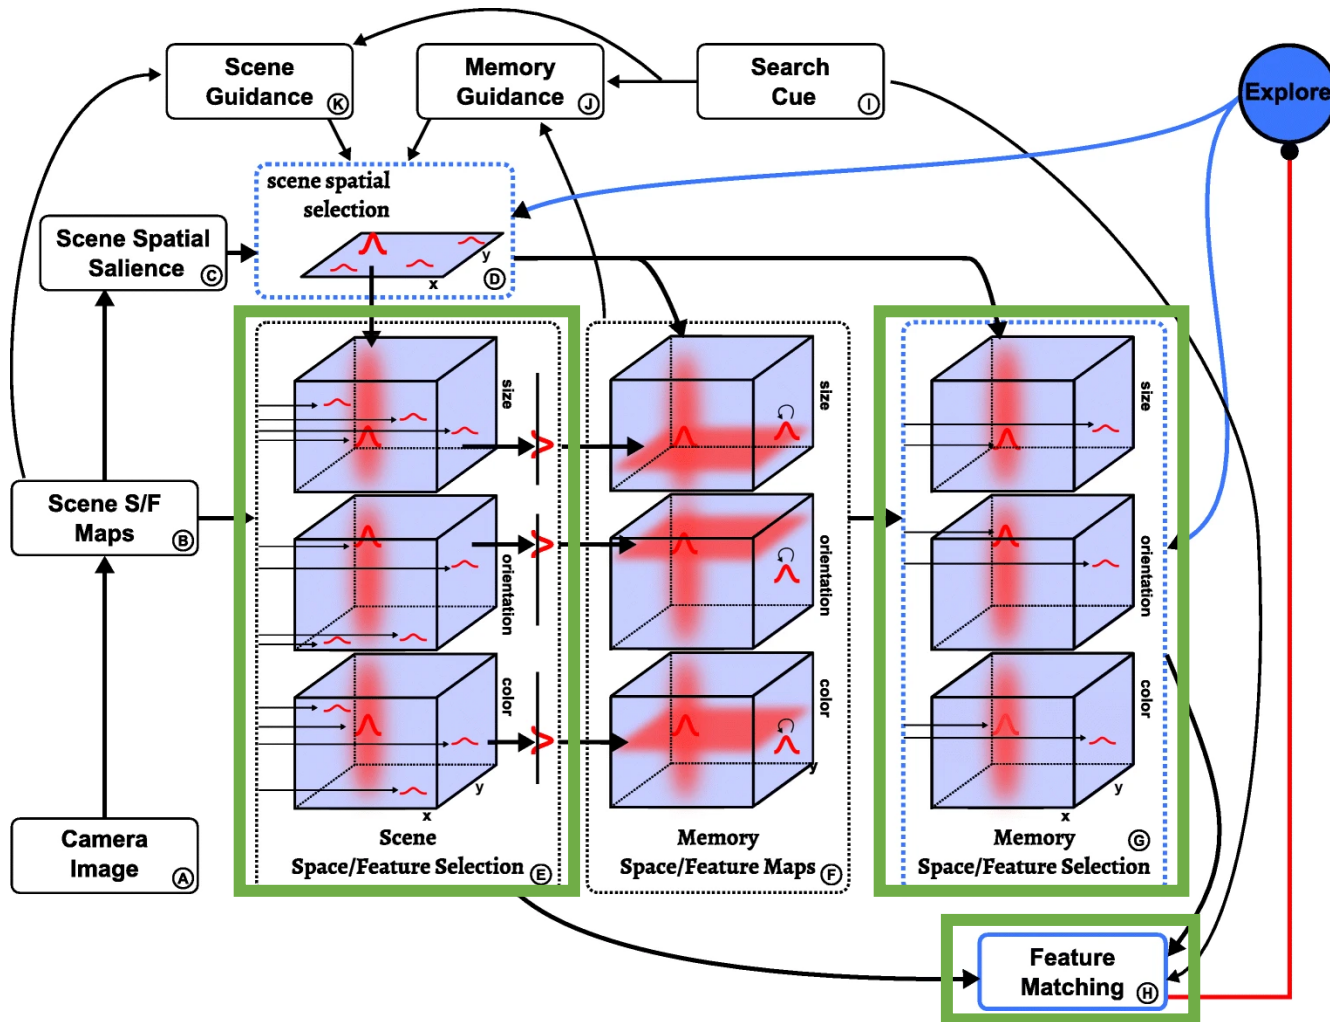 Scene
Guidance
K
Memory
Guidance
J
Search
Cue
I
Explore
scene spatial
selection
y
x
D
Scene Spatial
Salience
C
Scene S/F
Maps
B
Camera
Image
A
size
orientation
color
y
x
Scene
Space/Feature Selection
E
size
orientation
color
y
Memory
Space/Feature Maps
F
size
orientation
color
y
x
Memory
G
Space/Feature Selection
Feature
Matching
H